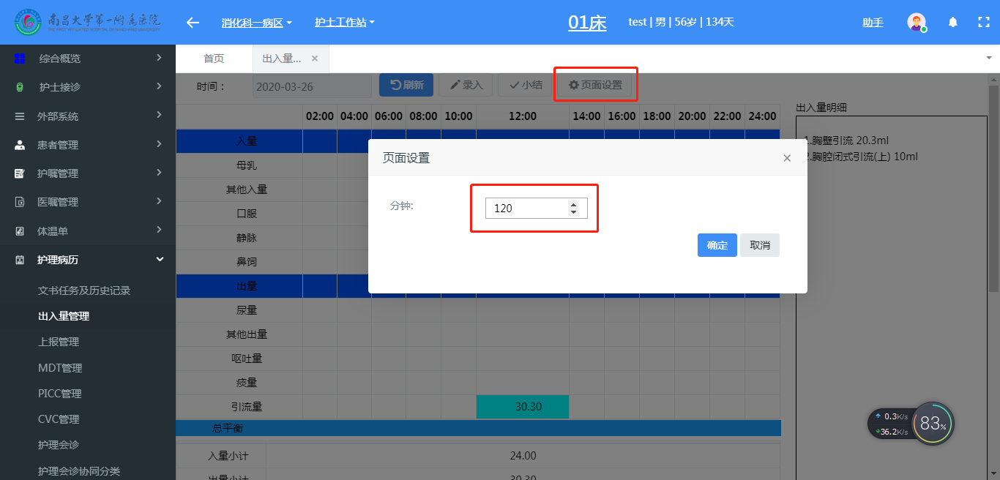 南昌大学第一附属医院
THE FIRST AFFILIATED HOSPITAL OF NANCHANG UNIVERSITY
消化科一病区
护士工作站
01床
test | 男 | 56岁 | 134天
助手
综合概览
护士接诊
外部系统
患者管理
护嘱管理
医嘱管理
体温单
护理病历
文书任务及历史记录
出入量管理
上报管理
MDT管理
PICC管理
CVC管理
护理会诊
护理会诊协同分类
首页
出入量...
时间：
2020-03-26
刷新
录入
小结
页面设置
02:00 04:00 06:00 08:00 10:00 12:00 14:00 16:00 18:00 20:00 22:00 24:00
入量
母乳
其他入量
口服
静脉
鼻饲
出量
尿量
其他出量
呕吐量
痰量
引流量 30.30
总平衡
入量小计 24.00
出量小计 30.30
出入量明细
1.胸壁引流 20.3ml
2.胸腔闭式引流(上) 10ml
页面设置
分钟:
120
确定
取消
0.3K/s
36.2K/s
83%